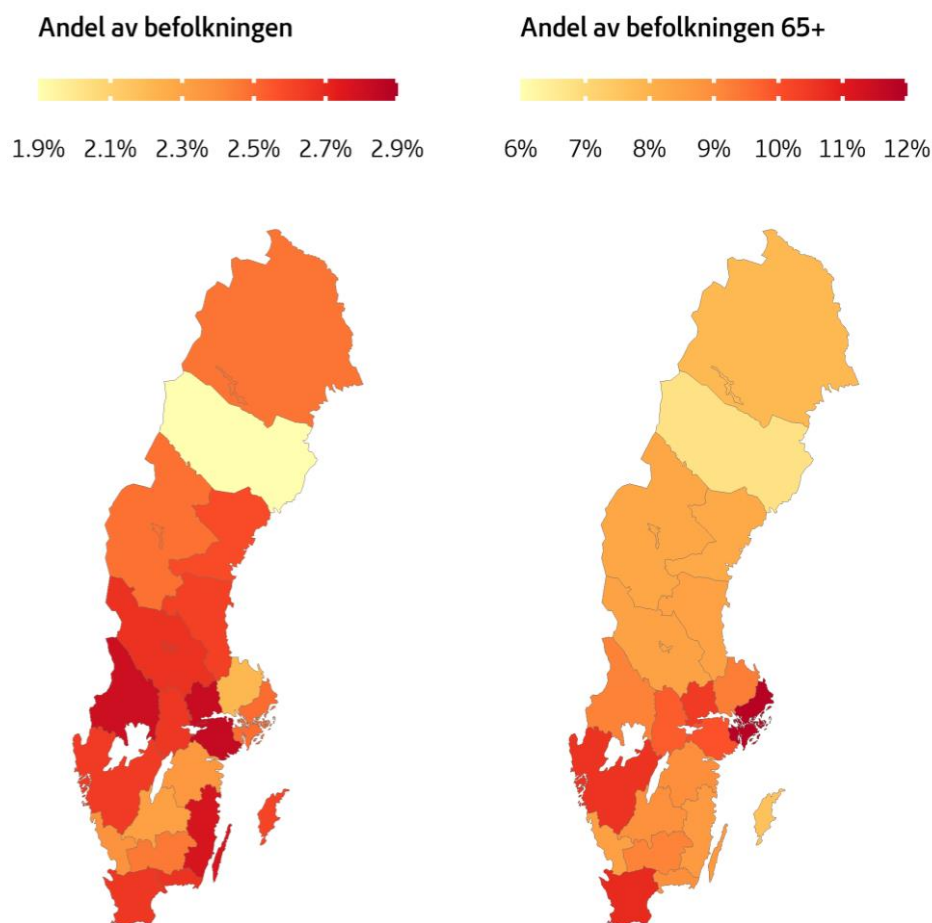 Andel av befolkningen
1.9% 2.1% 2.3% 2.5% 2.7% 2.9%
Andel av befolkningen 65+
6% 7% 8% 9% 10% 11% 12%